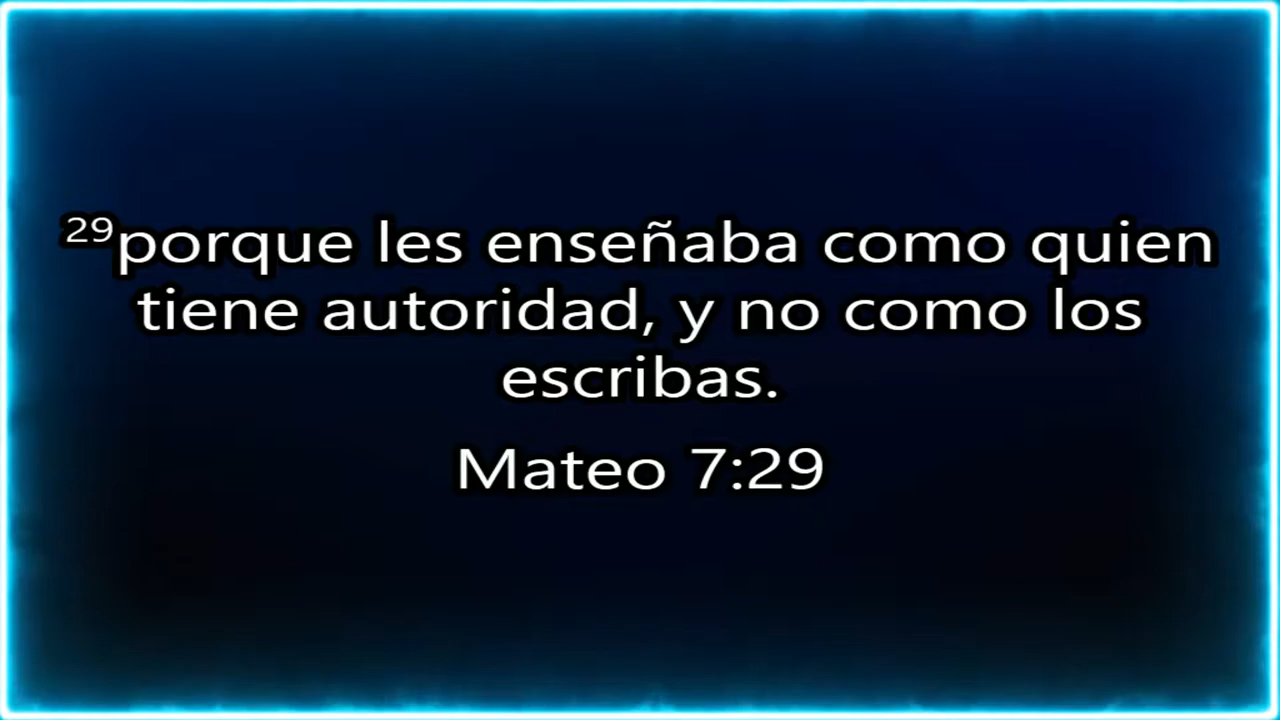 ²⁹porque les enseñaba como quien
tiene autoridad, y no como los
escribas.
Mateo 7:29